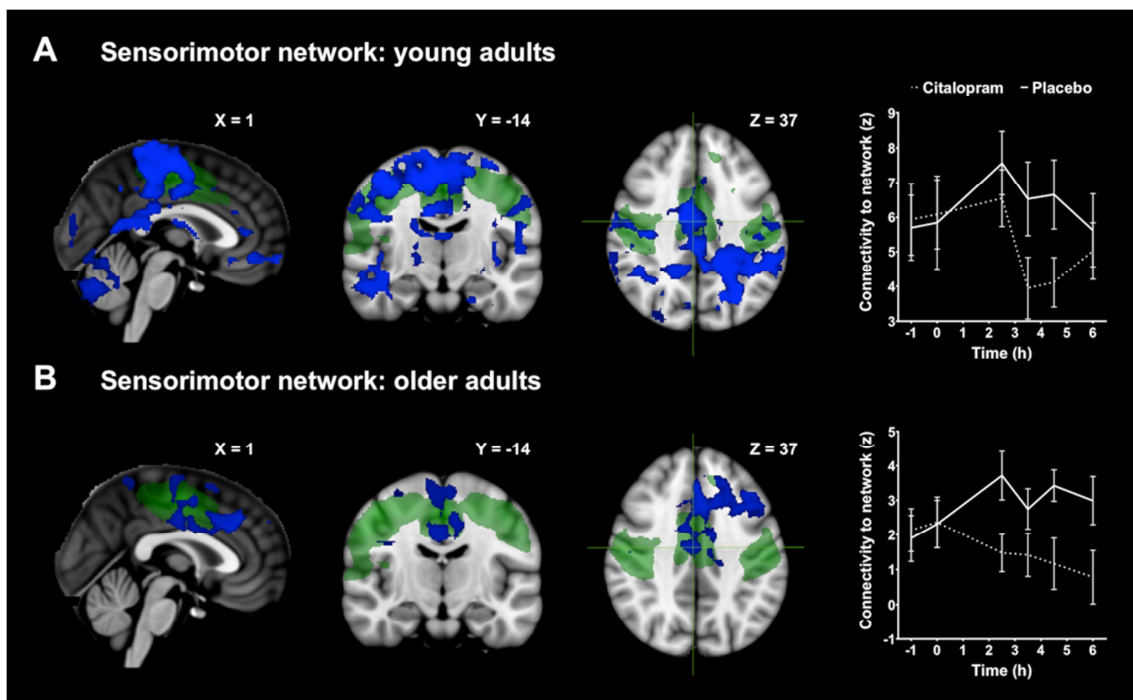 A Sensorimotor network: young adults
X = 1
Y = -14
Z = 37
Citalopram Placebo
Connectivity to network (z)
9
8
7
6
5
4
3
-1 0 1 2 3 4 5 6
Time (h)
B Sensorimotor network: older adults
X = 1
Y = -14
Z = 37
Connectivity to network (z)
5
4
3
2
1
0
-1
-1 0 1 2 3 4 5 6
Time (h)